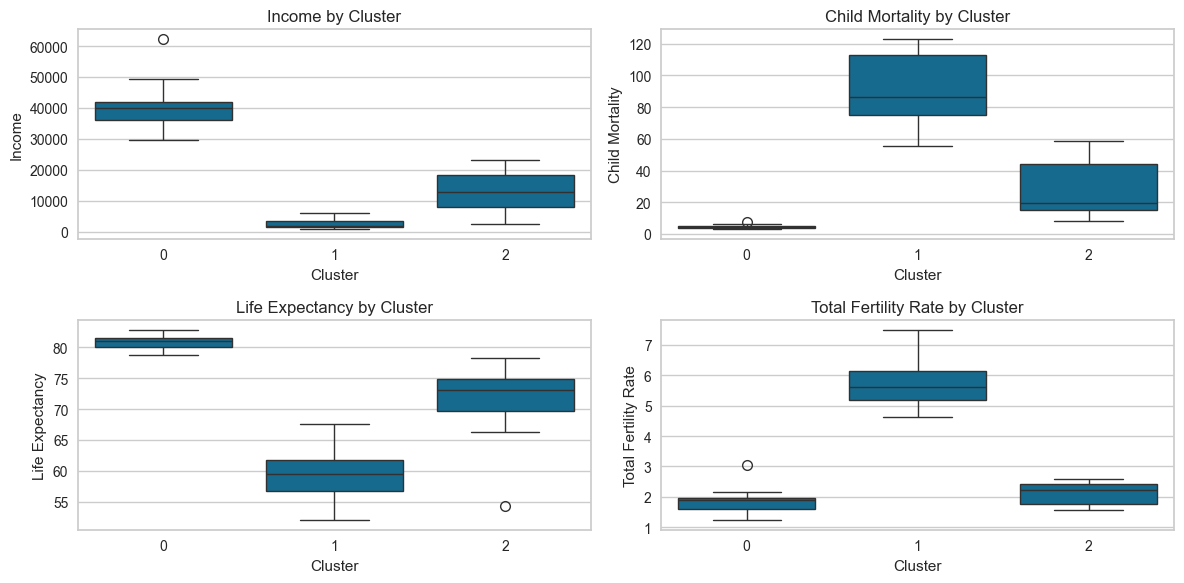 Income by Cluster
60000
50000
40000
30000
20000
10000
0
Income
0 1 2
Cluster
Child Mortality by Cluster
120
100
80
60
40
20
0
Child Mortality
0 1 2
Cluster
Life Expectancy by Cluster
80
75
70
65
60
55
Life Expectancy
0 1 2
Cluster
Total Fertility Rate by Cluster
7
6
5
4
3
2
1
Total Fertility Rate
0 1 2
Cluster